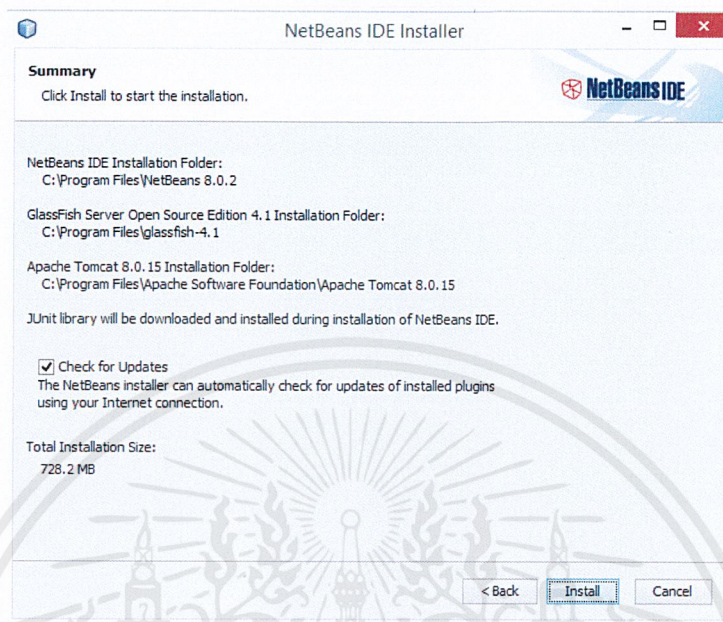 NetBeans IDE Installer
Summary
Click Install to start the installation.
NetBeans IDE
NetBeans IDE Installation Folder:
C:\Program Files\NetBeans 8.0.2
GlassFish Server Open Source Edition 4.1 Installation Folder:
C:\Program Files\glassfish-4.1
Apache Tomcat 8.0.15 Installation Folder:
C:\Program Files\Apache Software Foundation\Apache Tomcat 8.0.15
JUnit library will be downloaded and installed during installation of NetBeans IDE.
Check for Updates
The NetBeans installer can automatically check for updates of installed plugins
using your Internet connection.
Total Installation Size:
728.2 MB
< Back
Install
Cancel